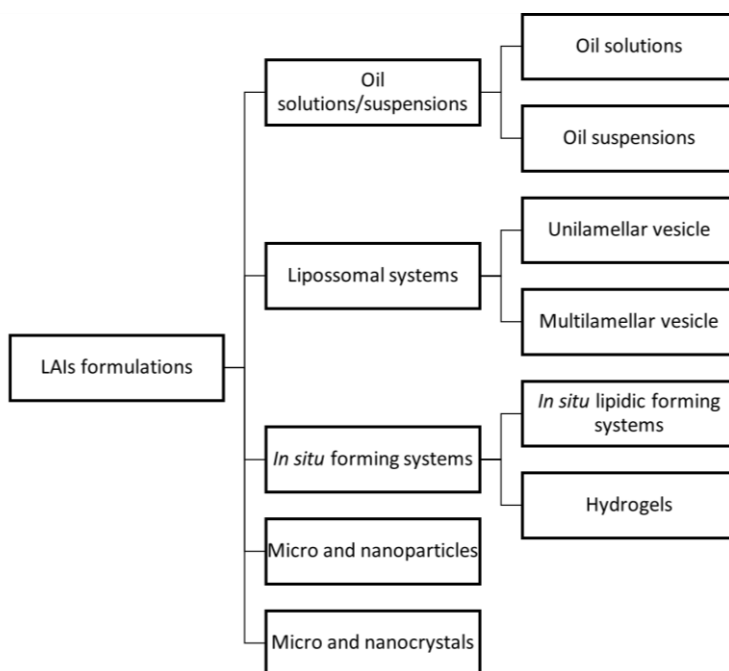 Oil solutions
Oil
solutions/suspensions
Oil suspensions
Unilamellar vesicle
Lipossomal systems
Multilamellar vesicle
LAIs formulations
In situ lipidic forming
systems
In situ forming systems
Hydrogels
Micro and nanoparticles
Micro and nanocrystals